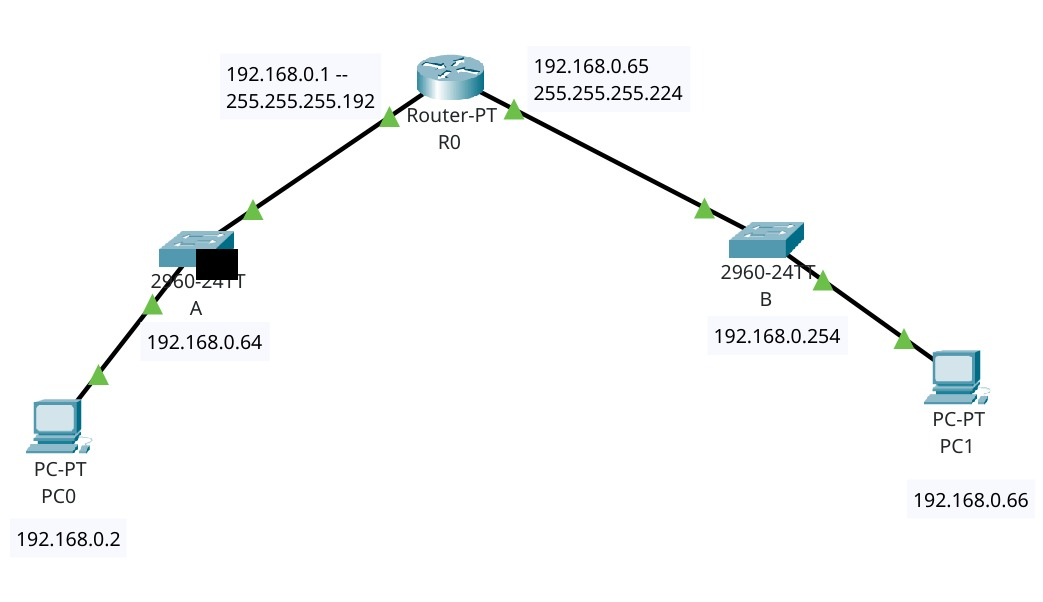 192.168.0.1 --
255.255.255.192
192.168.0.65
255.255.255.224
Router-PT
R0
2960-24TT
A
192.168.0.64
2960-24TT
B
192.168.0.254
PC-PT
PC1
192.168.0.66
PC-PT
PC0
192.168.0.2